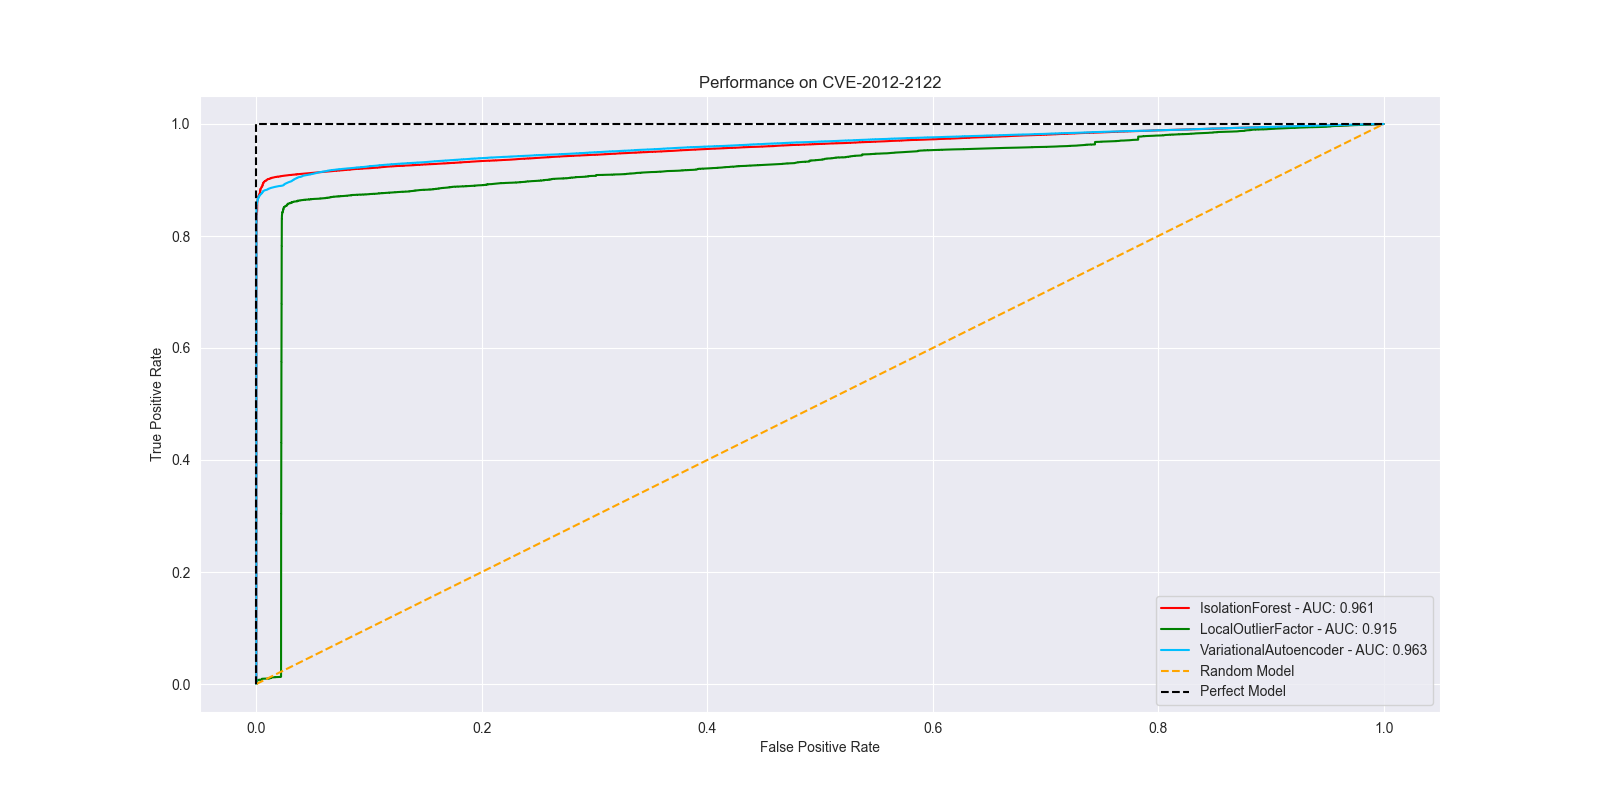 Performance on CVE-2012-2122
True Positive Rate
1.0
0.8
0.6
0.4
0.2
0.0
0.0 0.2 0.4 0.6 0.8 1.0
False Positive Rate
IsolationForest - AUC: 0.961
LocalOutlierFactor - AUC: 0.915
VariationalAutoencoder - AUC: 0.963
Random Model
Perfect Model